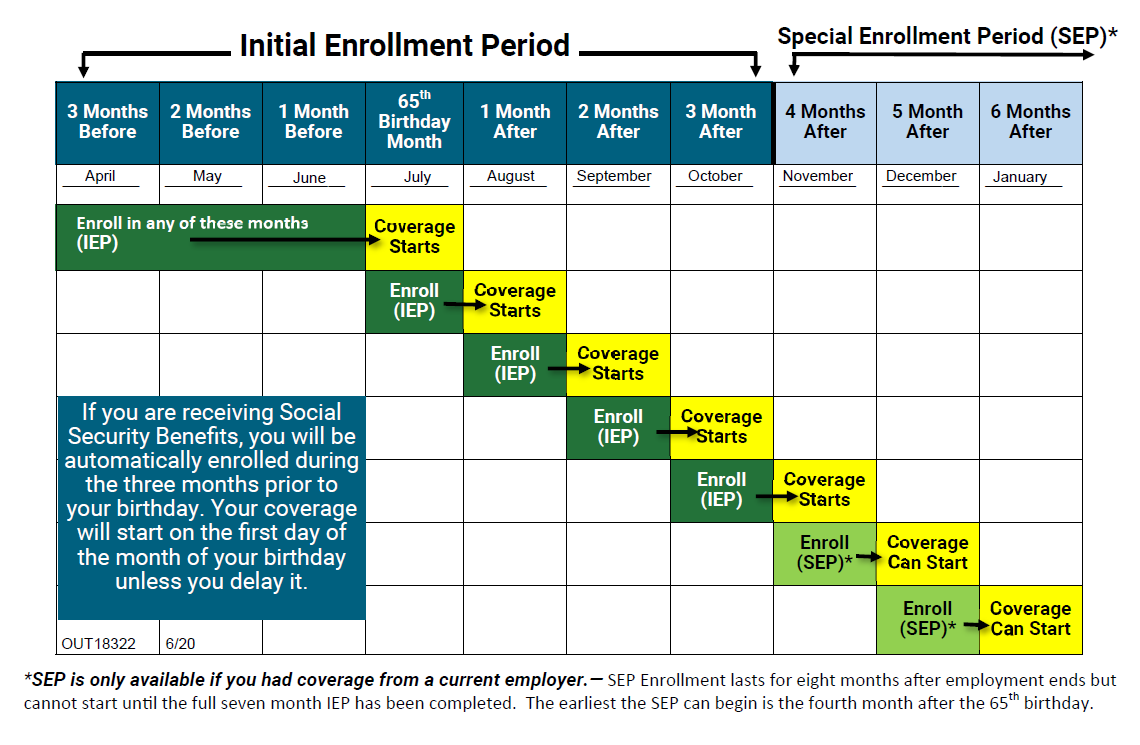 Initial Enrollment Period
Special Enrollment Period (SEP)*
3 Months
Before
2 Months
Before
1 Month
Before
65th
Birthday
Month
1 Month
After
2 Months
After
3 Month
After
4 Months
After
5 Month
After
6 Months
After
April
May
June
July
August
September
October
November
December
January
Enroll in any of these months
(IEP)
Coverage
Starts
Enroll
(IEP)
Coverage
Starts
Enroll
(IEP)
Coverage
Starts
Enroll
(IEP)
Coverage
Starts
Enroll
(IEP)
Coverage
Starts
Enroll
(SEP)*
Coverage
Can Start
Enroll
(SEP)*
Coverage
Can Start
If you are receiving Social
Security Benefits, you will be
automatically enrolled during
the three months prior to
your birthday. Your coverage
will start on the first day of
the month of your birthday
unless you delay it.
OUT18322
6/20
*SEP is only available if you had coverage from a current employer.— SEP Enrollment lasts for eight months after employment ends but
cannot start until the full seven month IEP has been completed. The earliest the SEP can begin is the fourth month after the 65th birthday.